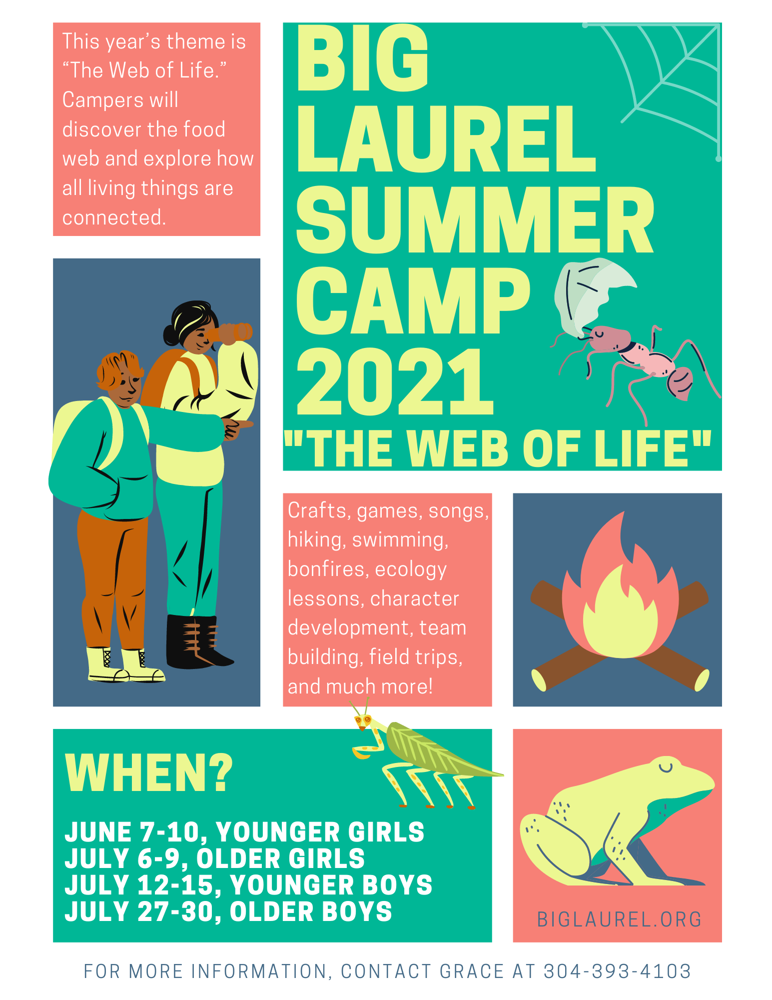 This year’s theme is
“The Web of Life.”
Campers will
discover the food
web and explore how
all living things are
connected.
BIG
LAUREL
SUMMER
CAMP
2021
"THE WEB OF LIFE"
Crafts, games, songs,
hiking, swimming,
bonfires, ecology
lessons, character
development, team
building, field trips,
and much more!
WHEN?
JUNE 7-10, YOUNGER GIRLS
JULY 6-9, OLDER GIRLS
JULY 12-15, YOUNGER BOYS
JULY 27-30, OLDER BOYS
BIGLAUREL.ORG
FOR MORE INFORMATION, CONTACT GRACE AT 304-393-4103